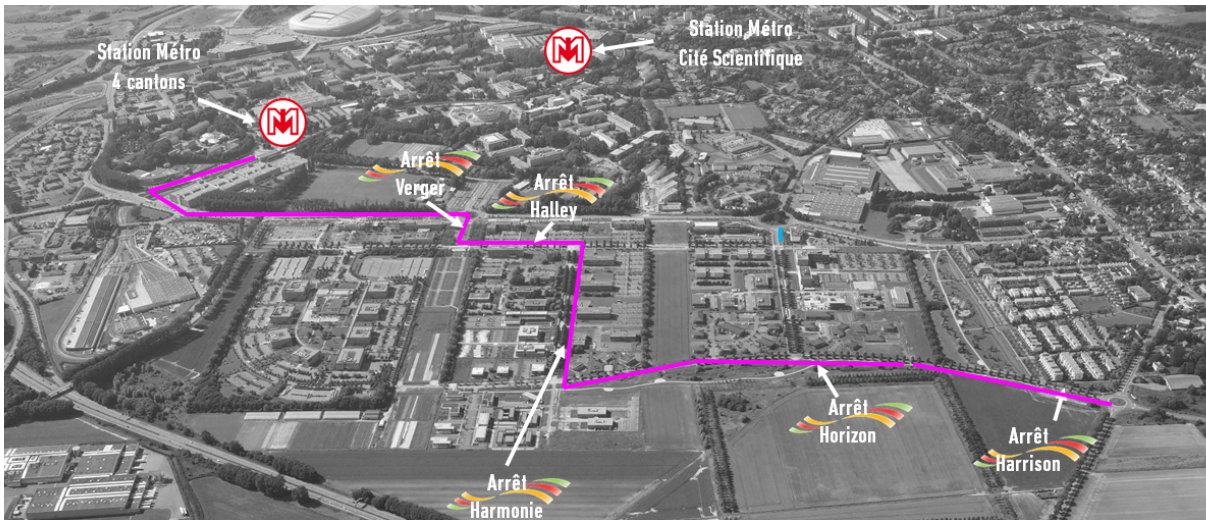 Station Métro
4 cantons
Station Métro
Cité Scientifique
Arrêt
Verger
Arrêt
Halley
Arrêt
Harmonie
Arrêt
Horizon
Arrêt
Harrison